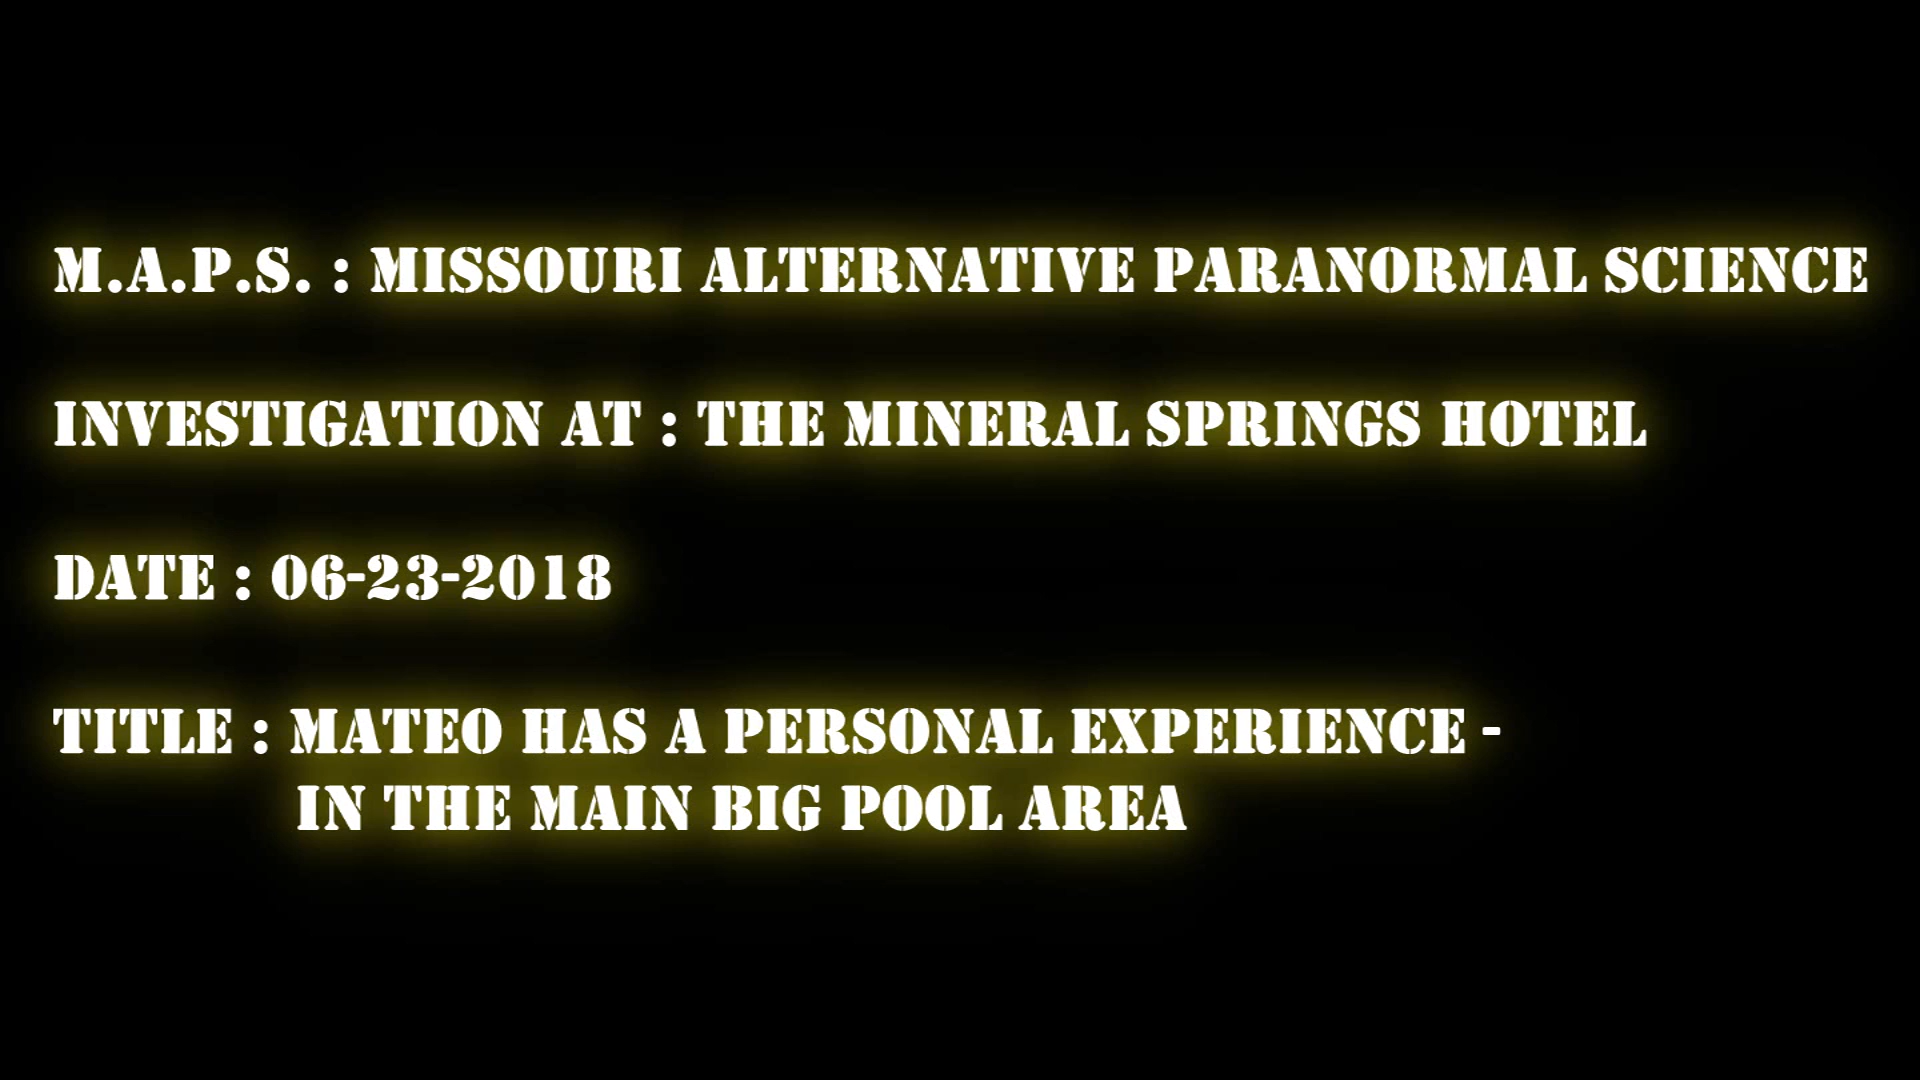 M.A.P.S. : MISSOURI ALTERNATIVE PARANORMAL SCIENCE
INVESTIGATION AT : THE MINERAL SPRINGS HOTEL
DATE : 06-23-2018
TITLE : MATEO HAS A PERSONAL EXPERIENCE -
IN THE MAIN BIG POOL AREA